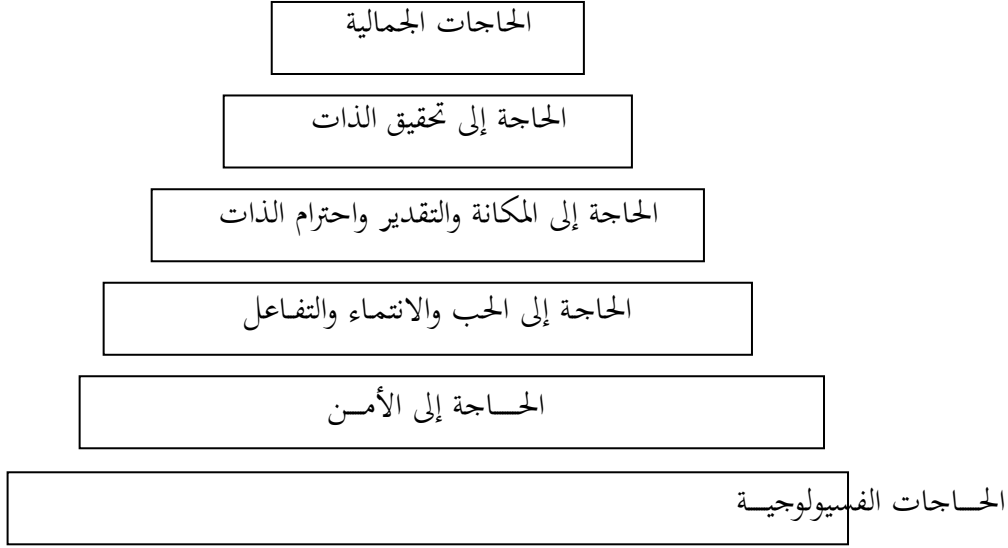 الحاجات الجمالية
الحاجة إلى تحقيق الذات
الحاجة إلى المكانة والتقدير واحترام الذات
الحاجة إلى الحب والانتماء والتفاعل
الحـــاجة إلى الأمــن
الحـــاجات الفسيولوجيــة